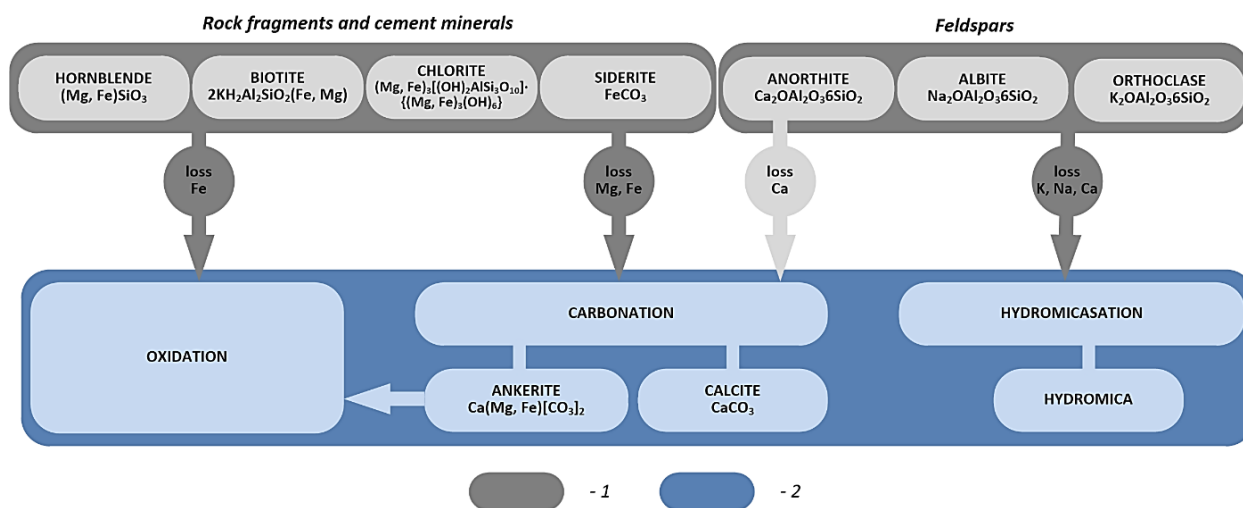 Rock fragments and cement minerals
Feldspars
HORNBLENDE
(Mg, Fe)SiO₃
BIOTITE
2KH₂Al₂SiO₂(Fe, Mg)
CHLORITE
(Mg, Fe)₃[(OH)₂AlSi₃O₁₀]·
{(Mg, Fe)₃(OH)₆}
SIDERITE
FeCO₃
ANORTHITE
Ca₂OAl₂O₃6SiO₂
ALBITE
Na₂OAl₂O₃6SiO₂
ORTHOCLASE
K₂OAl₂O₃6SiO₂
loss
Fe
loss
Mg, Fe
loss
Ca
loss
K, Na, Ca
OXIDATION
CARBONATION
ANKERITE
Ca(Mg, Fe)[CO₃]₂
CALCITE
CaCO₃
HYDROMICASATION
HYDROMICA
- 1
- 2